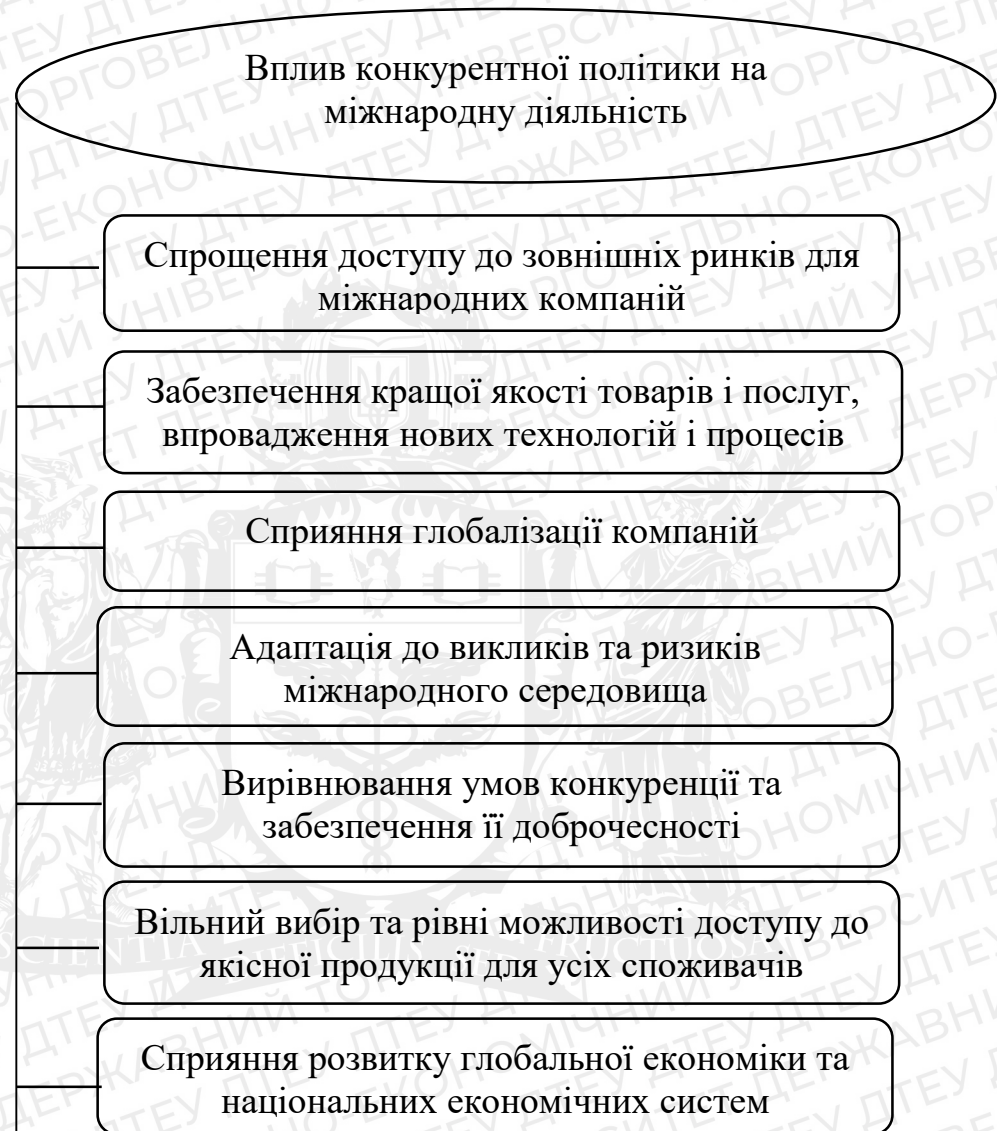 Вплив конкурентної політики на
міжнародну діяльність
Спрощення доступу до зовнішніх ринків для
міжнародних компаній
Забезпечення кращої якості товарів і послуг,
впровадження нових технологій і процесів
Сприяння глобалізації компаній
Адаптація до викликів та ризиків
міжнародного середовища
Вирівнювання умов конкуренції та
забезпечення її доброчесності
Вільний вибір та рівні можливості доступу до
якісної продукції для усіх споживачів
Сприяння розвитку глобальної економіки та
національних економічних систем